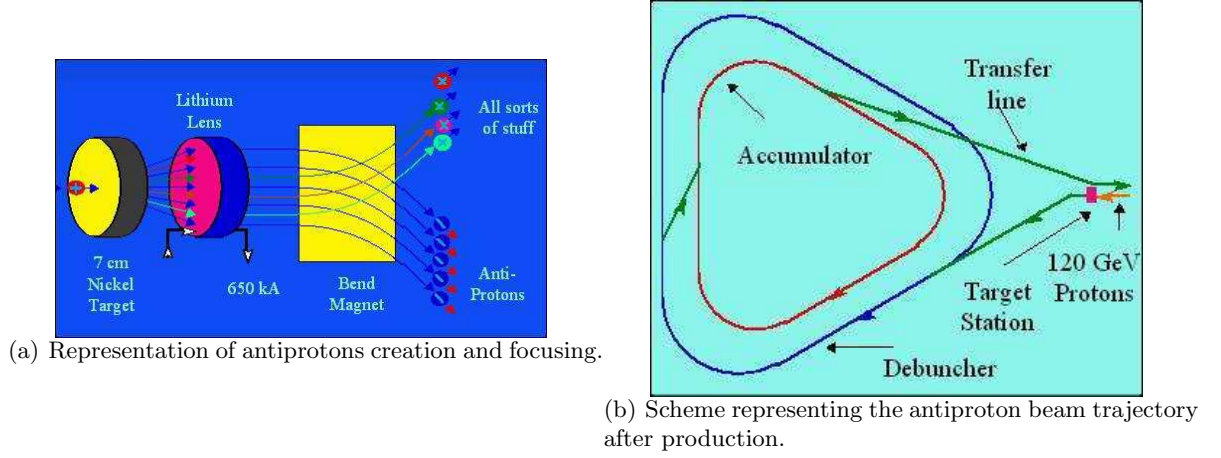 Lithium
Lens
All sorts
of stuff
7 cm
Nickel
Target
650 kA
Bend
Magnet
Anti-
Protons
(a) Representation of antiprotons creation and focusing.
Transfer
line
Accumulator
120 GeV
Protons
Target
Station
Debuncher
(b) Scheme representing the antiproton beam trajectory
after production.